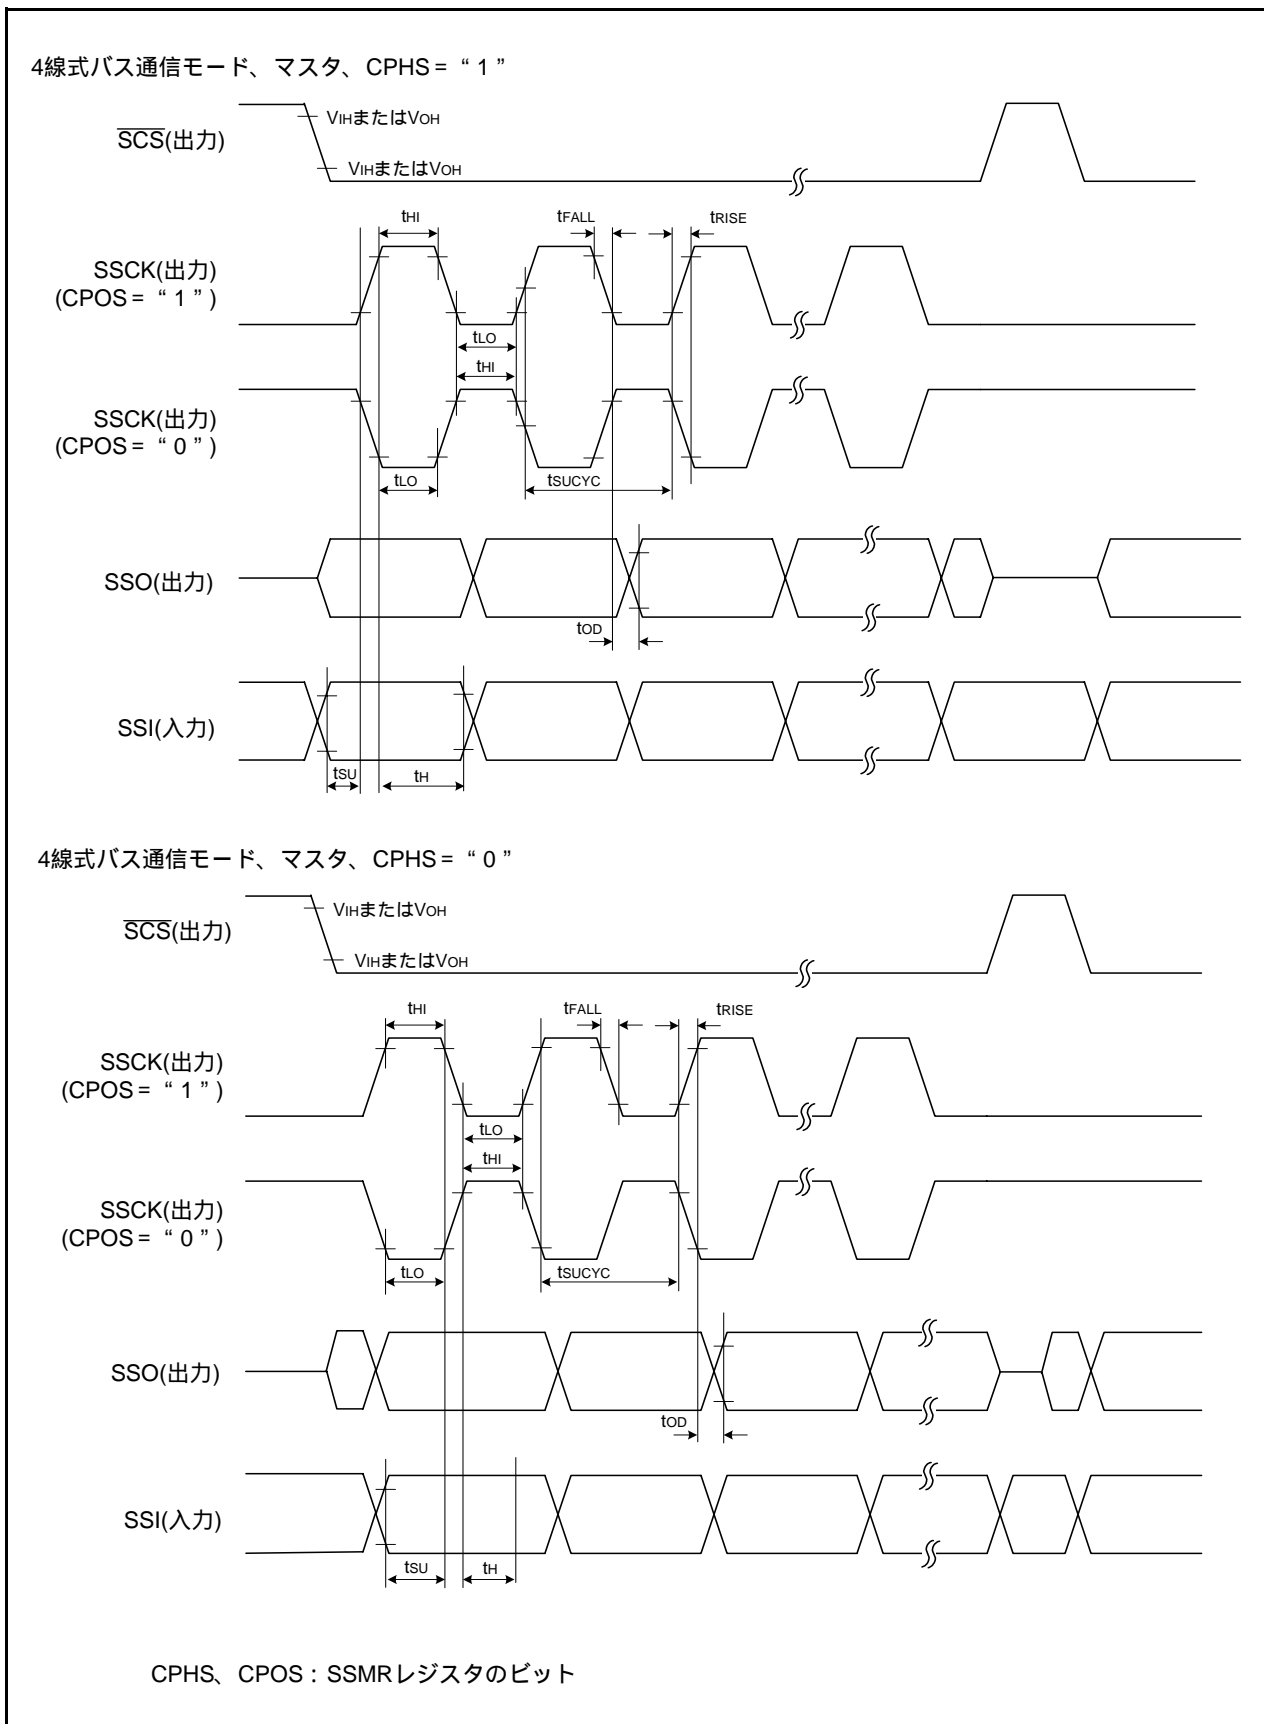 4線式バス通信モード、マスタ、CPHS=“1”
SCS(出力)
VIHまたはVOH
VIHまたはVOH
tHI
tFALL
tRISE
SSCK(出力)
(CPOS=“1”)
tLO
tHI
SSCK(出力)
(CPOS=“0”)
tLO
tSUCYC
SSO(出力)
tOD
SSI(入力)
tSU
tH
4線式バス通信モード、マスタ、CPHS=“0”
SCS(出力)
VIHまたはVOH
VIHまたはVOH
tHI
tFALL
tRISE
SSCK(出力)
(CPOS=“1”)
tLO
tHI
SSCK(出力)
(CPOS=“0”)
tLO
tSUCYC
SSO(出力)
tOD
SSI(入力)
tSU
tH
CPHS、CPOS:SSMRレジスタのビット